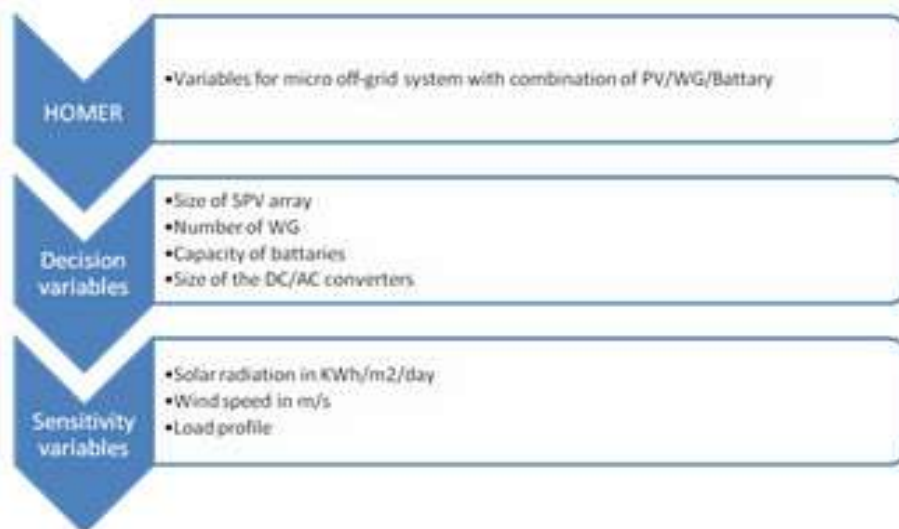 HOMER
•Variables for micro off-grid system with combination of PV/WG/Battary
Decision
variables
•Size of SPV array
•Number of WG
•Capacity of battaries
•Size of the DC/AC converters
Sensitivity
variables
•Solar radiation in KWh/m2/day
•Wind speed in m/s
•Load profile